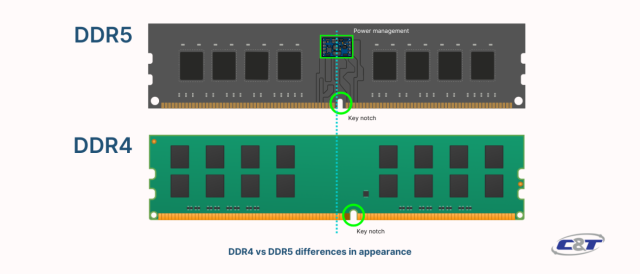 DDR5
Power management
Key notch
DDR4
Key notch
DDR4 vs DDR5 differences in appearance
C&T